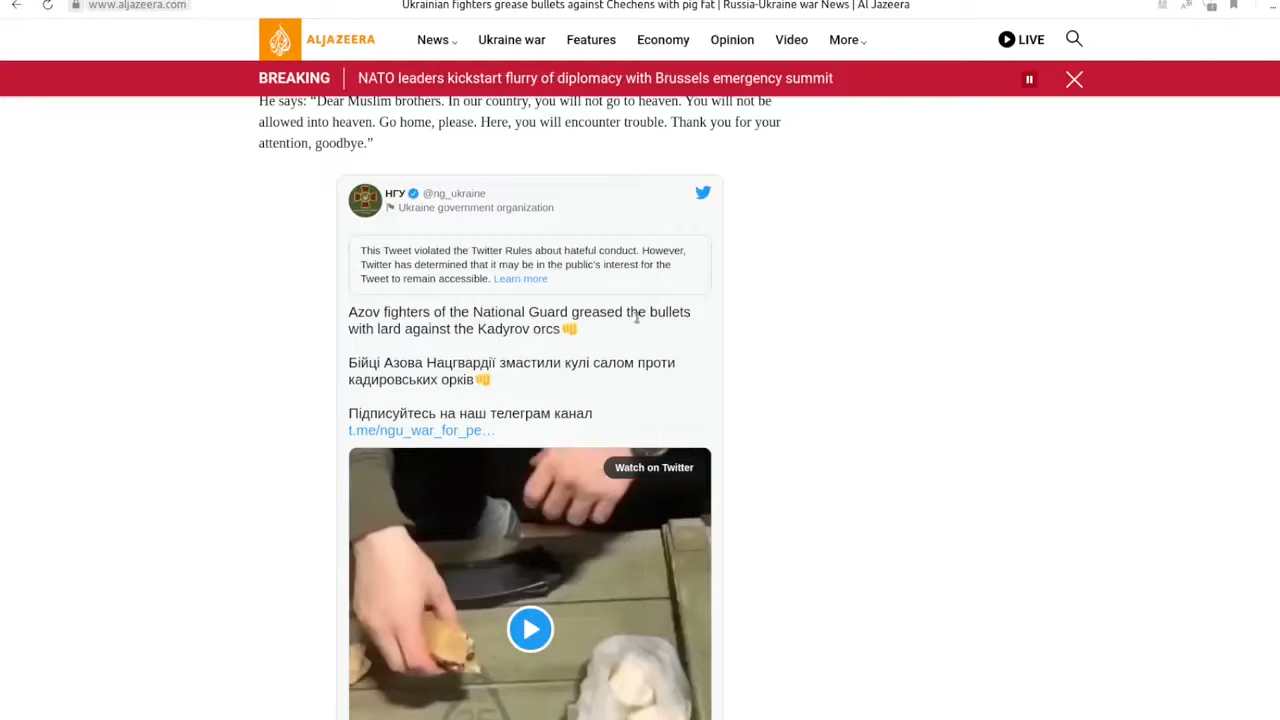 www.aljazeera.com
Ukrainian fighters grease bullets against Chechens with pig fat | Russia-Ukraine war News | Al Jazeera
ALJAZEERA
News
Ukraine war
Features
Economy
Opinion
Video
More
LIVE
BREAKING
NATO leaders kickstart flurry of diplomacy with Brussels emergency summit
He says: “Dear Muslim brothers. In our country, you will not go to heaven. You will not be
allowed into heaven. Go home, please. Here, you will encounter trouble. Thank you for your
attention, goodbye.”
НГУ @ng_ukraine
Ukraine government organization
This Tweet violated the Twitter Rules about hateful conduct. However,
Twitter has determined that it may be in the public's interest for the
Tweet to remain accessible. Learn more
Azov fighters of the National Guard greased the bullets
with lard against the Kadyrov orcs👊
Бійці Азова Нацгвардії змастили кулі салом проти
кадировських орків👊
Підписуйтесь на наш телеграм канал
t.me/ngu_war_for_pe…
Watch on Twitter